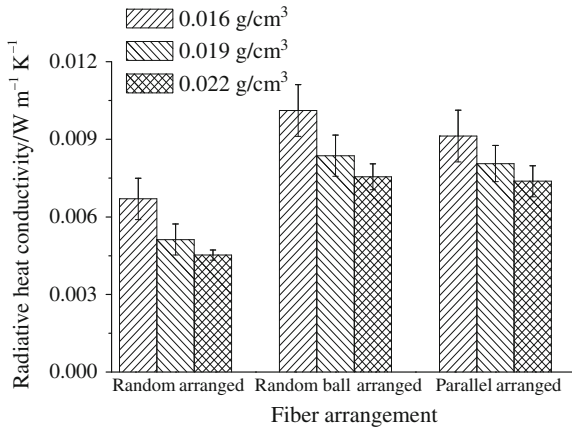 0.016 g/cm³
0.019 g/cm³
0.022 g/cm³
Radiative heat conductivity/W m⁻¹ K⁻¹
0.012
0.009
0.006
0.003
0.000
Random arranged Random ball arranged Parallel arranged
Fiber arrangement